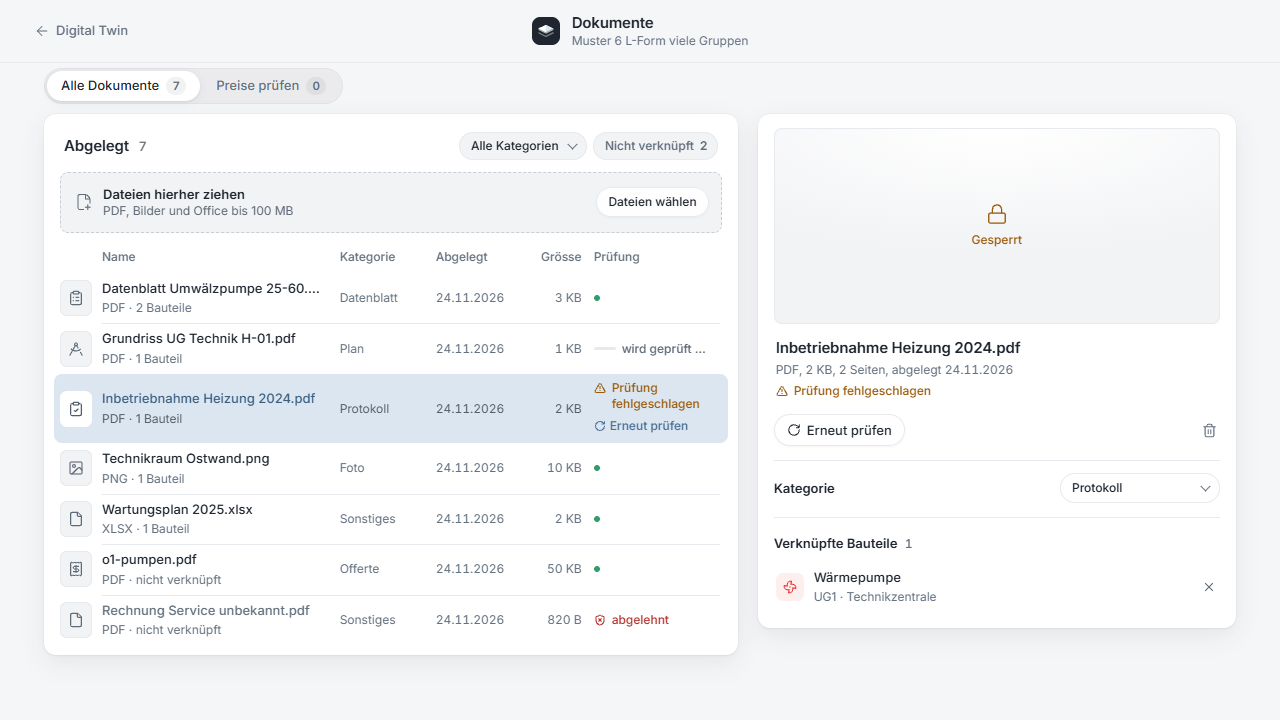 Digital Twin
Dokumente
Muster 6 L-Form viele Gruppen
Alle Dokumente 7
Preise prüfen 0
Abgelegt 7
Alle Kategorien
Nicht verknüpft 2
Dateien hierher ziehen
PDF, Bilder und Office bis 100 MB
Dateien wählen
Name Kategorie Abgelegt Grösse Prüfung
Datenblatt Umwälzpumpe 25-60....
PDF · 2 Bauteile
Datenblatt 24.11.2026 3 KB
Grundriss UG Technik H-01.pdf
PDF · 1 Bauteil
Plan 24.11.2026 1 KB wird geprüft ...
Inbetriebnahme Heizung 2024.pdf
PDF · 1 Bauteil
Protokoll 24.11.2026 2 KB
Prüfung
fehlgeschlagen
Erneut prüfen
Technikraum Ostwand.png
PNG · 1 Bauteil
Foto 24.11.2026 10 KB
Wartungsplan 2025.xlsx
XLSX · 1 Bauteil
Sonstiges 24.11.2026 2 KB
o1-pumpen.pdf
PDF · nicht verknüpft
Offerte 24.11.2026 50 KB
Rechnung Service unbekannt.pdf
PDF · nicht verknüpft
Sonstiges 24.11.2026 820 B abgelehnt
Gesperrt
Inbetriebnahme Heizung 2024.pdf
PDF, 2 KB, 2 Seiten, abgelegt 24.11.2026
Prüfung fehlgeschlagen
Erneut prüfen
Kategorie
Protokoll
Verknüpfte Bauteile 1
Wärmepumpe
UG1 · Technikzentrale